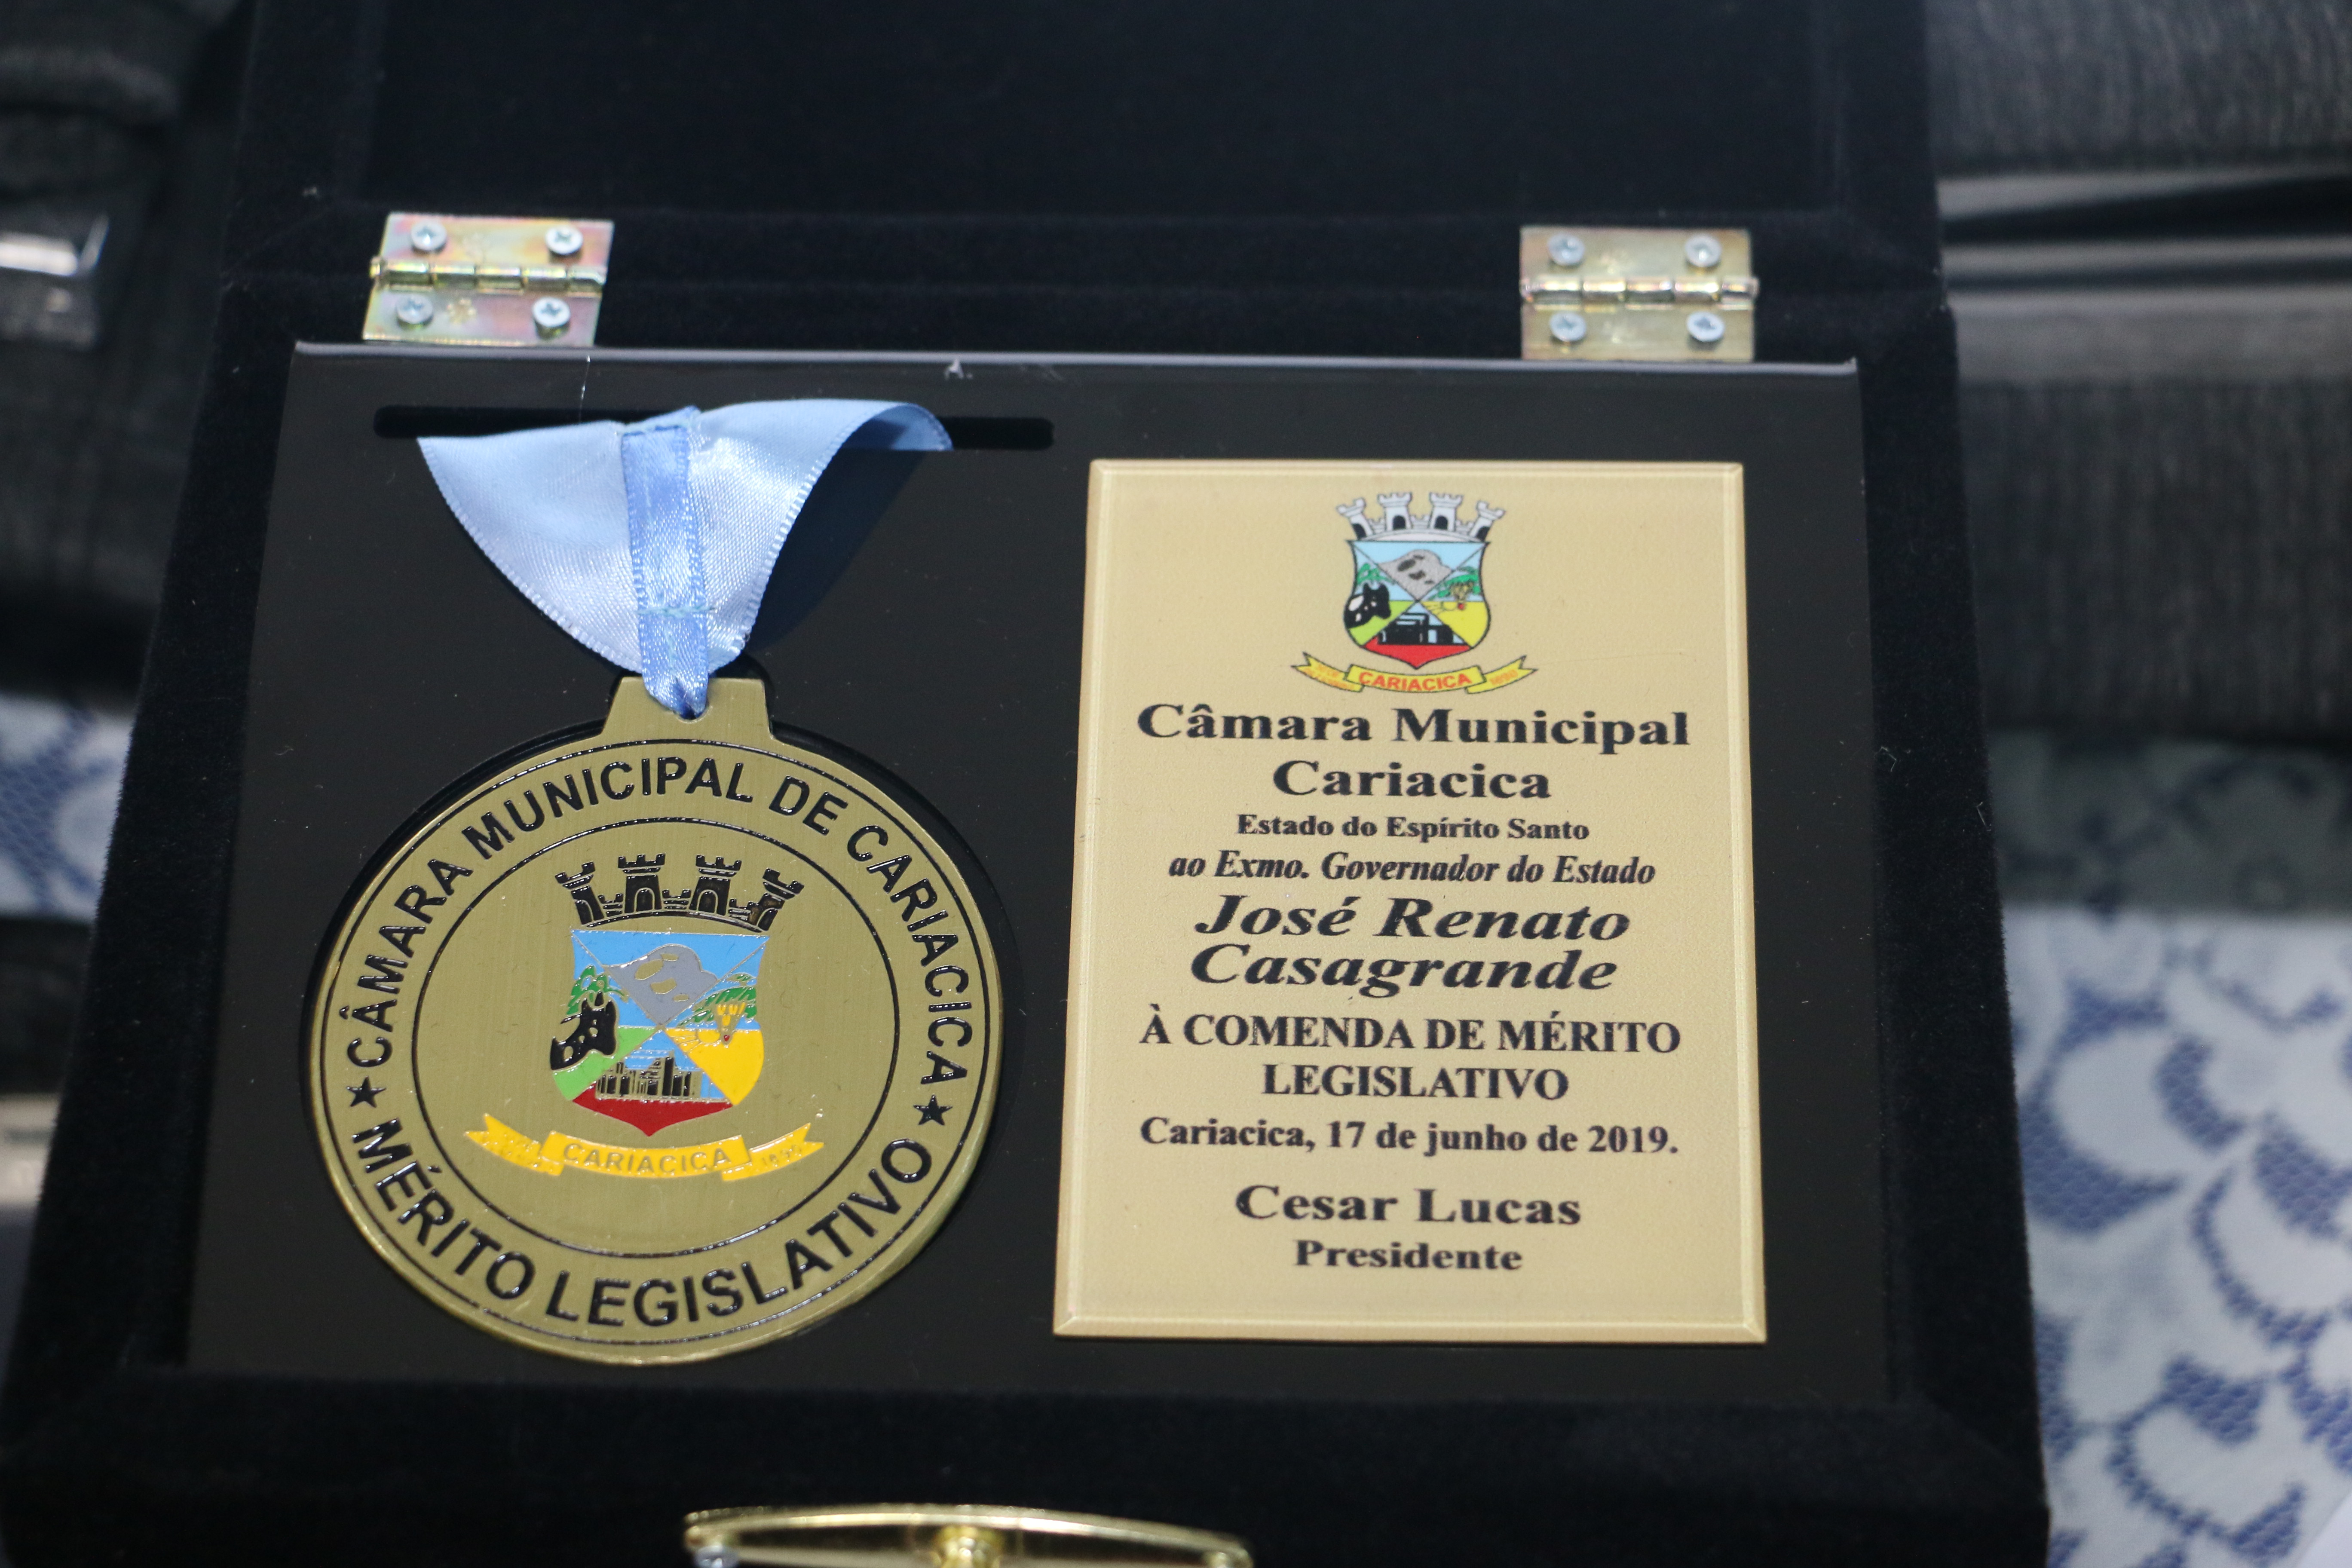 CÂMARA MUNICIPAL DE CARIACICA
CARIACICA
MÉRITO LEGISLATIVO
CARIACICA
Câmara Municipal
Cariacica
Estado do Espírito Santo
ao Exmo. Governador do Estado
José Renato
Casagrande
À COMENDA DE MÉRITO
LEGISLATIVO
Cariacica, 17 de junho de 2019.
Cesar Lucas
Presidente